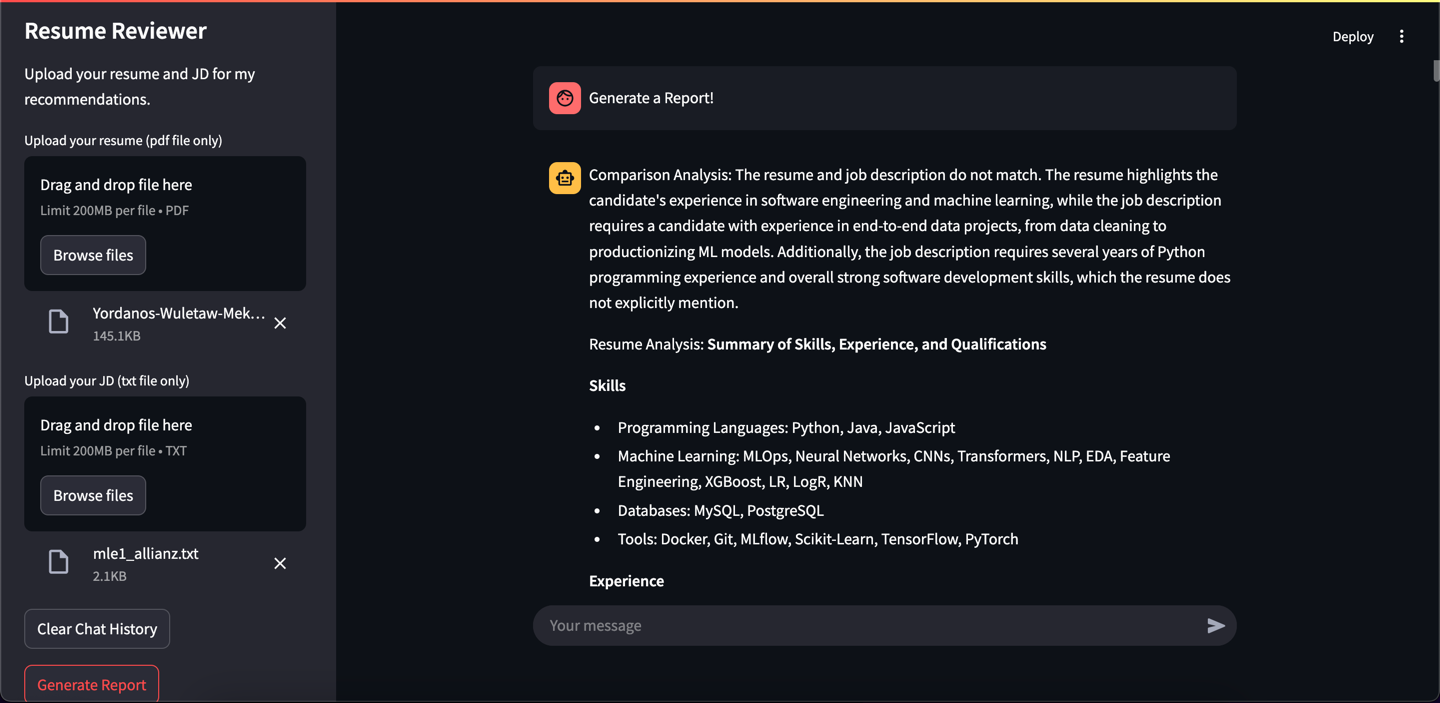 Resume Reviewer
Upload your resume and JD for my
recommendations.
Upload your resume (pdf file only)
Drag and drop file here
Limit 200MB per file • PDF
Browse files
Yordanos-Wuletaw-Mek…
145.1KB
Upload your JD (txt file only)
Drag and drop file here
Limit 200MB per file • TXT
Browse files
mle1_allianz.txt
2.1KB
Clear Chat History
Generate Report
Deploy
Generate a Report!
Comparison Analysis: The resume and job description do not match. The resume highlights the
candidate's experience in software engineering and machine learning, while the job description
requires a candidate with experience in end-to-end data projects, from data cleaning to
productionizing ML models. Additionally, the job description requires several years of Python
programming experience and overall strong software development skills, which the resume does
not explicitly mention.
Resume Analysis: Summary of Skills, Experience, and Qualifications
Skills
• Programming Languages: Python, Java, JavaScript
• Machine Learning: MLOps, Neural Networks, CNNs, Transformers, NLP, EDA, Feature
Engineering, XGBoost, LR, LogR, KNN
• Databases: MySQL, PostgreSQL
• Tools: Docker, Git, MLflow, Scikit-Learn, TensorFlow, PyTorch
Experience
Your message